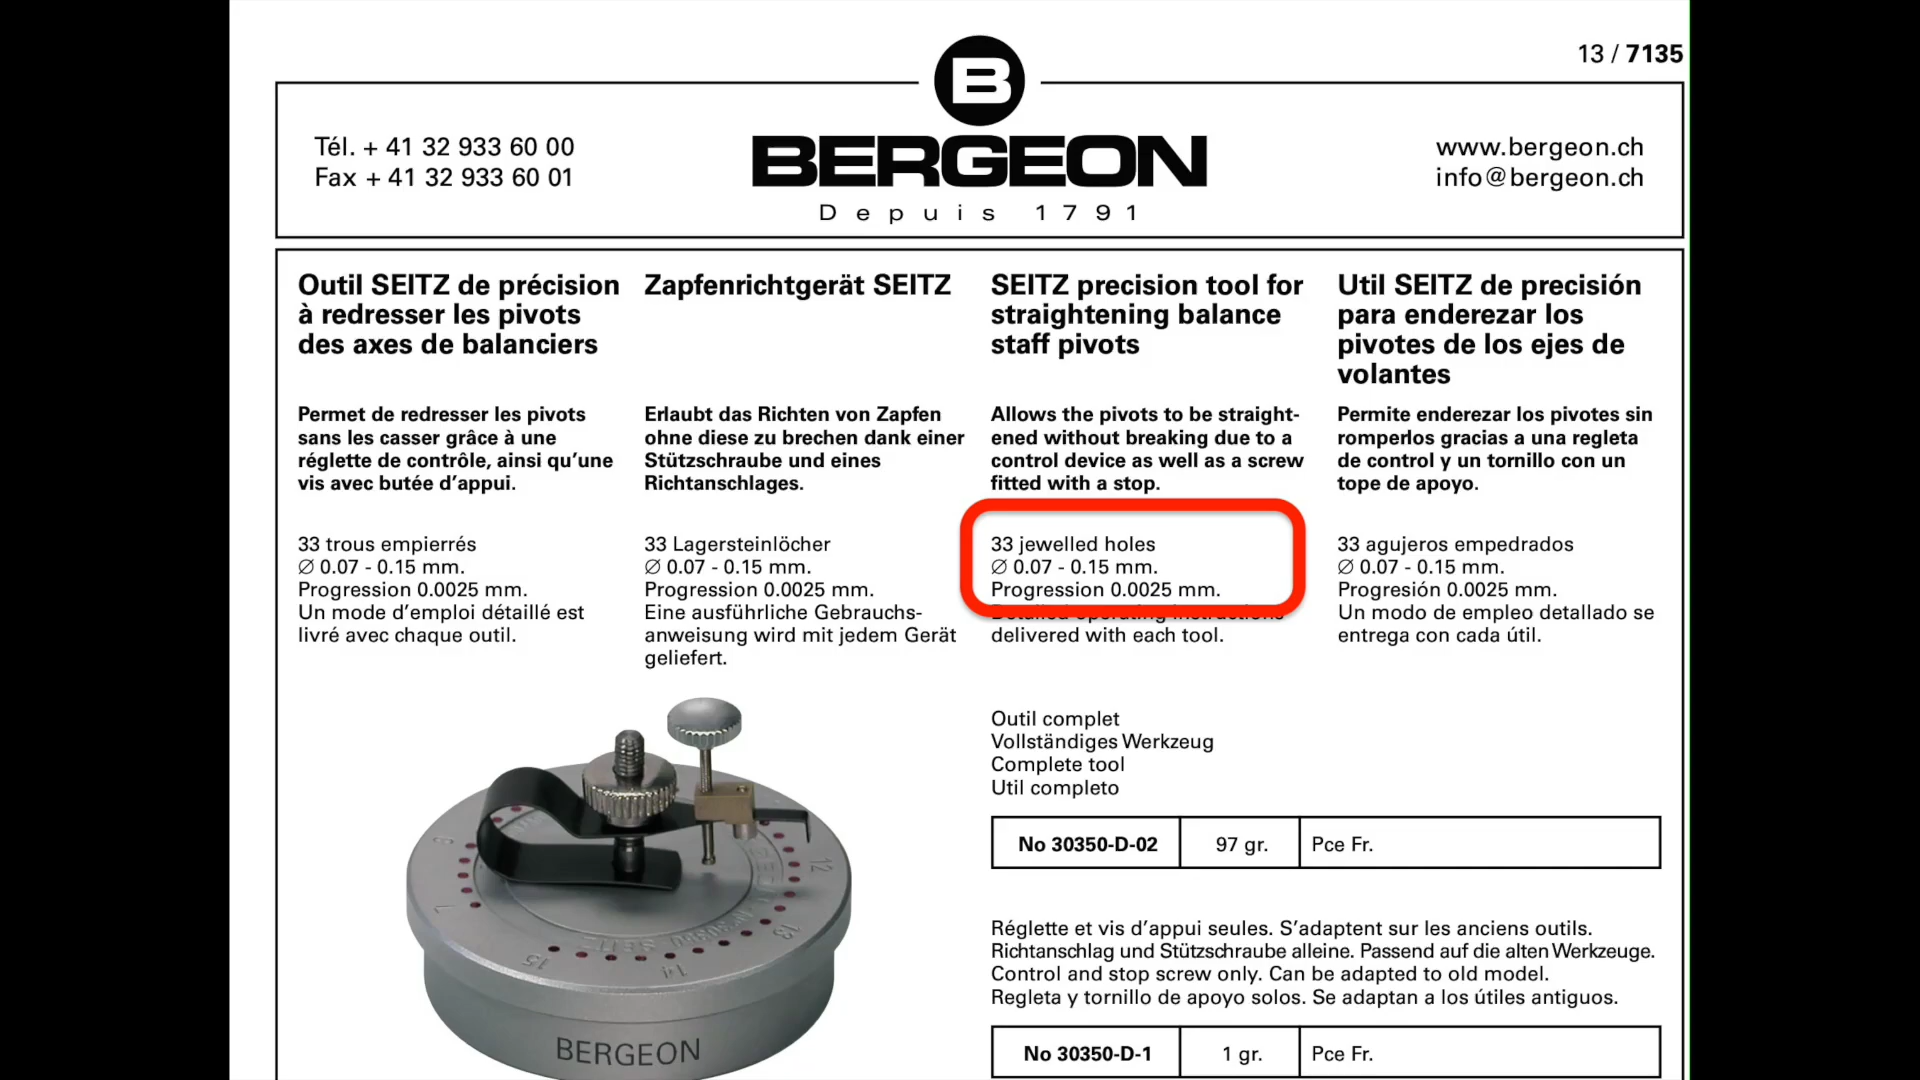 13 / 7135
B
Tél. + 41 32 933 60 00
Fax + 41 32 933 60 01
BERGEON
Depuis 1791
www.bergeon.ch
info@bergeon.ch
Outil SEITZ de précision
à redresser les pivots
des axes de balanciers
Permet de redresser les pivots
sans les casser grâce à une
réglette de contrôle, ainsi qu'une
vis avec butée d'appui.
33 trous empierrés
∅ 0.07 - 0.15 mm.
Progression 0.0025 mm.
Un mode d'emploi détaillé est
livré avec chaque outil.
Zapfenrichtgerät SEITZ
Erlaubt das Richten von Zapfen
ohne diese zu brechen dank einer
Stützschraube und eines
Richtanschlages.
33 Lagersteinlöcher
∅ 0.07 - 0.15 mm.
Progression 0.0025 mm.
Eine ausführliche Gebrauchs-
anweisung wird mit jedem Gerät
geliefert.
SEITZ precision tool for
straightening balance
staff pivots
Allows the pivots to be straight-
ened without breaking due to a
control device as well as a screw
fitted with a stop.
33 jewelled holes
∅ 0.07 - 0.15 mm.
Progression 0.0025 mm.
Detailed operating instructions
delivered with each tool.
Util SEITZ de precisión
para enderezar los
pivotes de los ejes de
volantes
Permite enderezar los pivotes sin
romperlos gracias a una regleta
de control y un tornillo con un
tope de apoyo.
33 agujeros empedrados
∅ 0.07 - 0.15 mm.
Progresión 0.0025 mm.
Un modo de empleo detallado se
entrega con cada útil.
Outil complet
Vollständiges Werkzeug
Complete tool
Util completo
No 30350-D-02 97 gr. Pce Fr.
Réglette et vis d'appui seules. S'adaptent sur les anciens outils.
Richtanschlag und Stützschraube alleine. Passend auf die alten Werkzeuge.
Control and stop screw only. Can be adapted to old model.
Regleta y tornillo de apoyo solos. Se adaptan a los útiles antiguos.
No 30350-D-1 1 gr. Pce Fr.
12
13
14
15
SEITZ
BERGEON